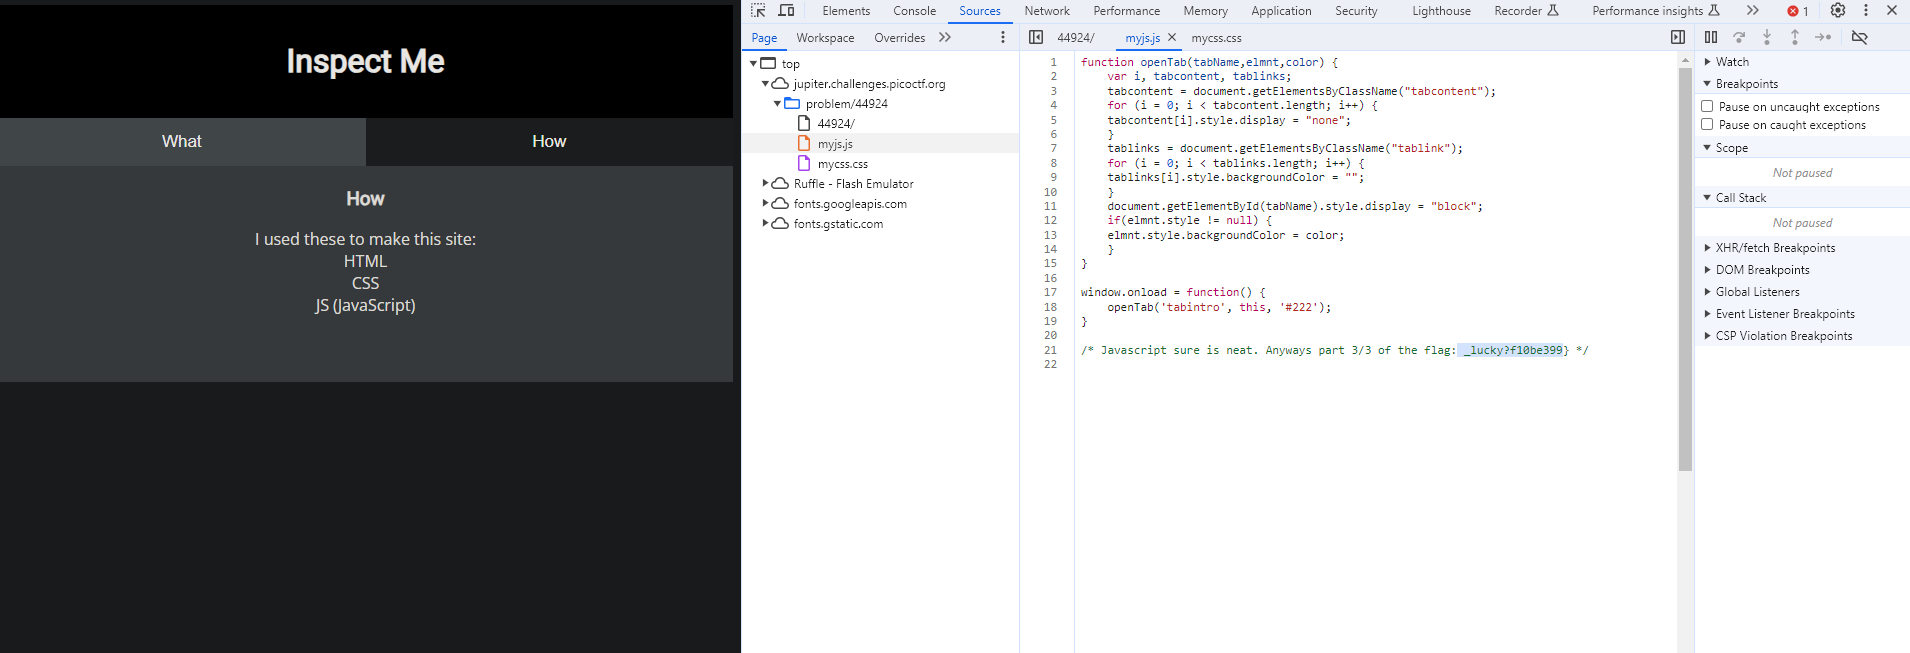 Inspect Me
What
How
How
I used these to make this site:
HTML
CSS
JS (JavaScript)
Elements
Console
Sources
Network
Performance
Memory
Application
Security
Lighthouse
Recorder
Performance insights
1
Page
Workspace
Overrides
top
jupiter.challenges.picoctf.org
problem/44924
44924/
myjs.js
mycss.css
Ruffle - Flash Emulator
fonts.googleapis.com
fonts.gstatic.com
44924/
myjs.js
mycss.css
1 function openTab(tabName,elmnt,color) {
2 var i, tabcontent, tablinks;
3 tabcontent = document.getElementsByClassName("tabcontent");
4 for (i = 0; i < tabcontent.length; i++) {
5 tabcontent[i].style.display = "none";
6 }
7 tablinks = document.getElementsByClassName("tablink");
8 for (i = 0; i < tablinks.length; i++) {
9 tablinks[i].style.backgroundColor = "";
10 }
11 document.getElementById(tabName).style.display = "block";
12 if(elmnt.style != null) {
13 elmnt.style.backgroundColor = color;
14 }
15 }
16
17 window.onload = function() {
18 openTab('tabintro', this, '#222');
19 }
20
21 /* Javascript sure is neat. Anyways part 3/3 of the flag: _lucky?f10be399} */
22
Watch
Breakpoints
Pause on uncaught exceptions
Pause on caught exceptions
Scope
Not paused
Call Stack
Not paused
XHR/fetch Breakpoints
DOM Breakpoints
Global Listeners
Event Listener Breakpoints
CSP Violation Breakpoints